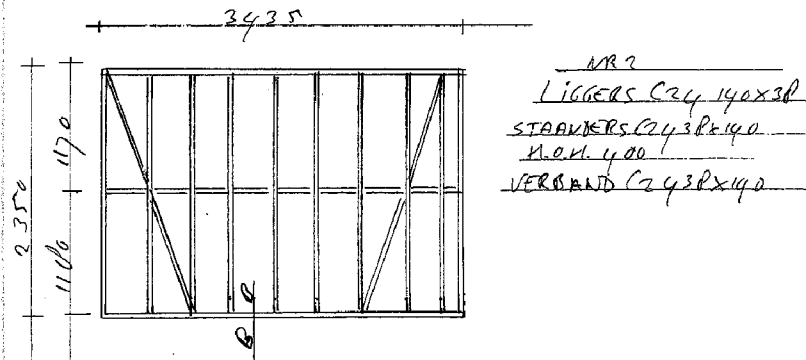 3435
NR 2
LIGGERS C24 140x38
STAANDERS C24 38x140
H.O.H. 400
VERBAND C24 38x140
2350
1170
1180
B B